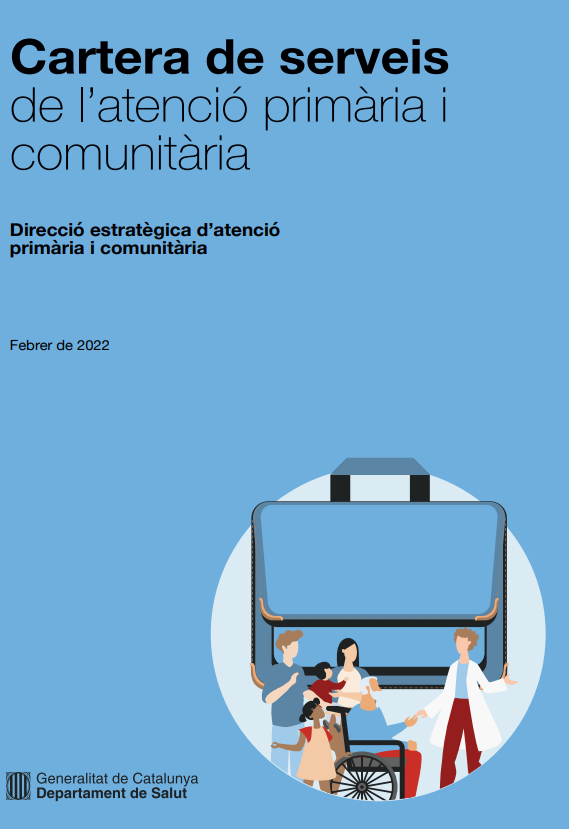 Cartera de serveis
de l’atenció primària i
comunitària
Direcció estratègica d’atenció
primària i comunitària
Febrer de 2022
Generalitat de Catalunya
Departament de Salut